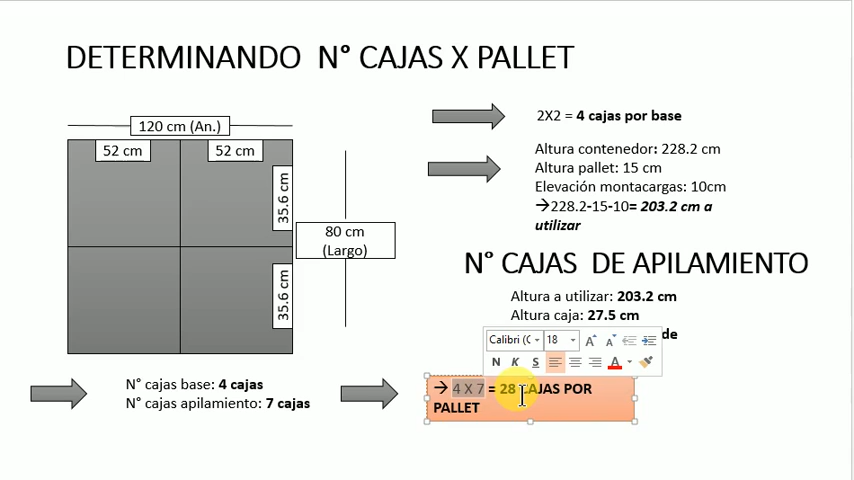 DETERMINANDO N° CAJAS X PALLET
120 cm (An.)
52 cm
52 cm
35.6 cm
35.6 cm
80 cm
(Largo)
2X2 = 4 cajas por base
Altura contenedor: 228.2 cm
Altura pallet: 15 cm
Elevación montacargas: 10cm
→228.2-15-10= 203.2 cm a
utilizar
N° CAJAS DE APILAMIENTO
Altura a utilizar: 203.2 cm
Altura caja: 27.5 cm
de
Calibri (C
18
A
A
N K S
A
N° cajas base: 4 cajas
N° cajas apilamiento: 7 cajas
→ 4 X 7 = 28 CAJAS POR
PALLET